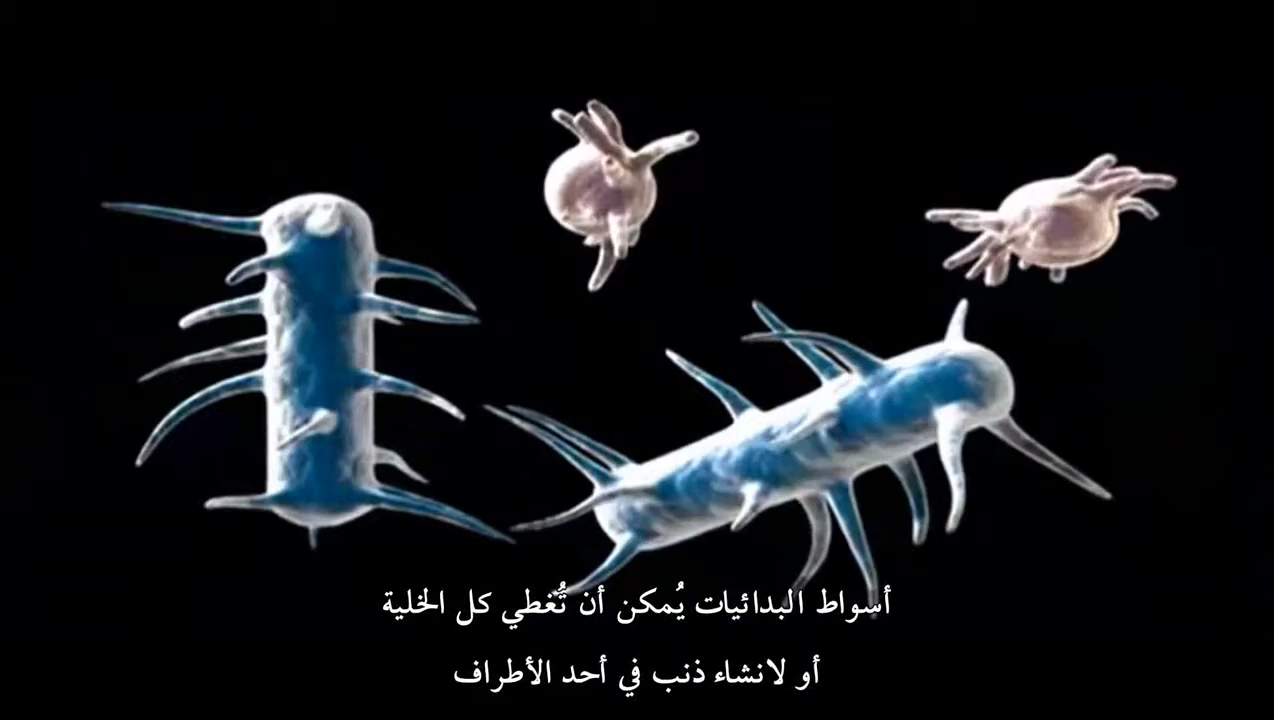 أسواط البدائيات يُمكن أن تُغطي كل الخلية
أو لانشاء ذنب في أحد الأطراف